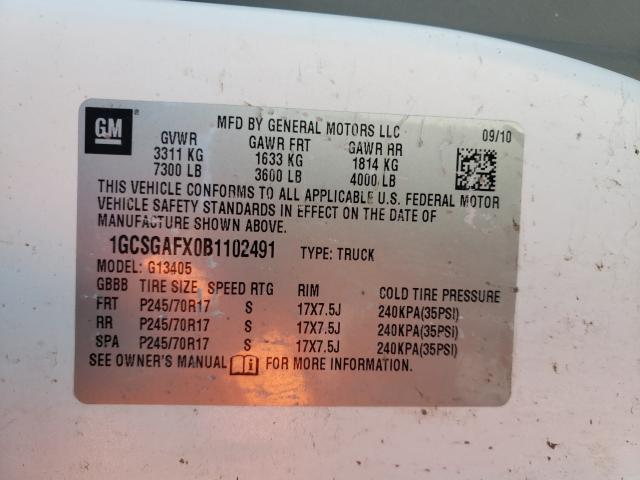 GM
MFD BY GENERAL MOTORS LLC 09/10
GVWR GAWR FRT GAWR RR
3311 KG 1633 KG 1814 KG
7300 LB 3600 LB 4000 LB
THIS VEHICLE CONFORMS TO ALL APPLICABLE U.S. FEDERAL MOTOR
VEHICLE SAFETY STANDARDS IN EFFECT ON THE DATE OF
MANUFACTURE SHOWN ABOVE.
1GCSGAFX0B1102491 TYPE: TRUCK
MODEL: G13405
GBBB TIRE SIZE SPEED RTG RIM COLD TIRE PRESSURE
FRT P245/70R17 S 17X7.5J 240KPA(35PSI)
RR P245/70R17 S 17X7.5J 240KPA(35PSI)
SPA P245/70R17 S 17X7.5J 240KPA(35PSI)
SEE OWNER'S MANUAL FOR MORE INFORMATION.